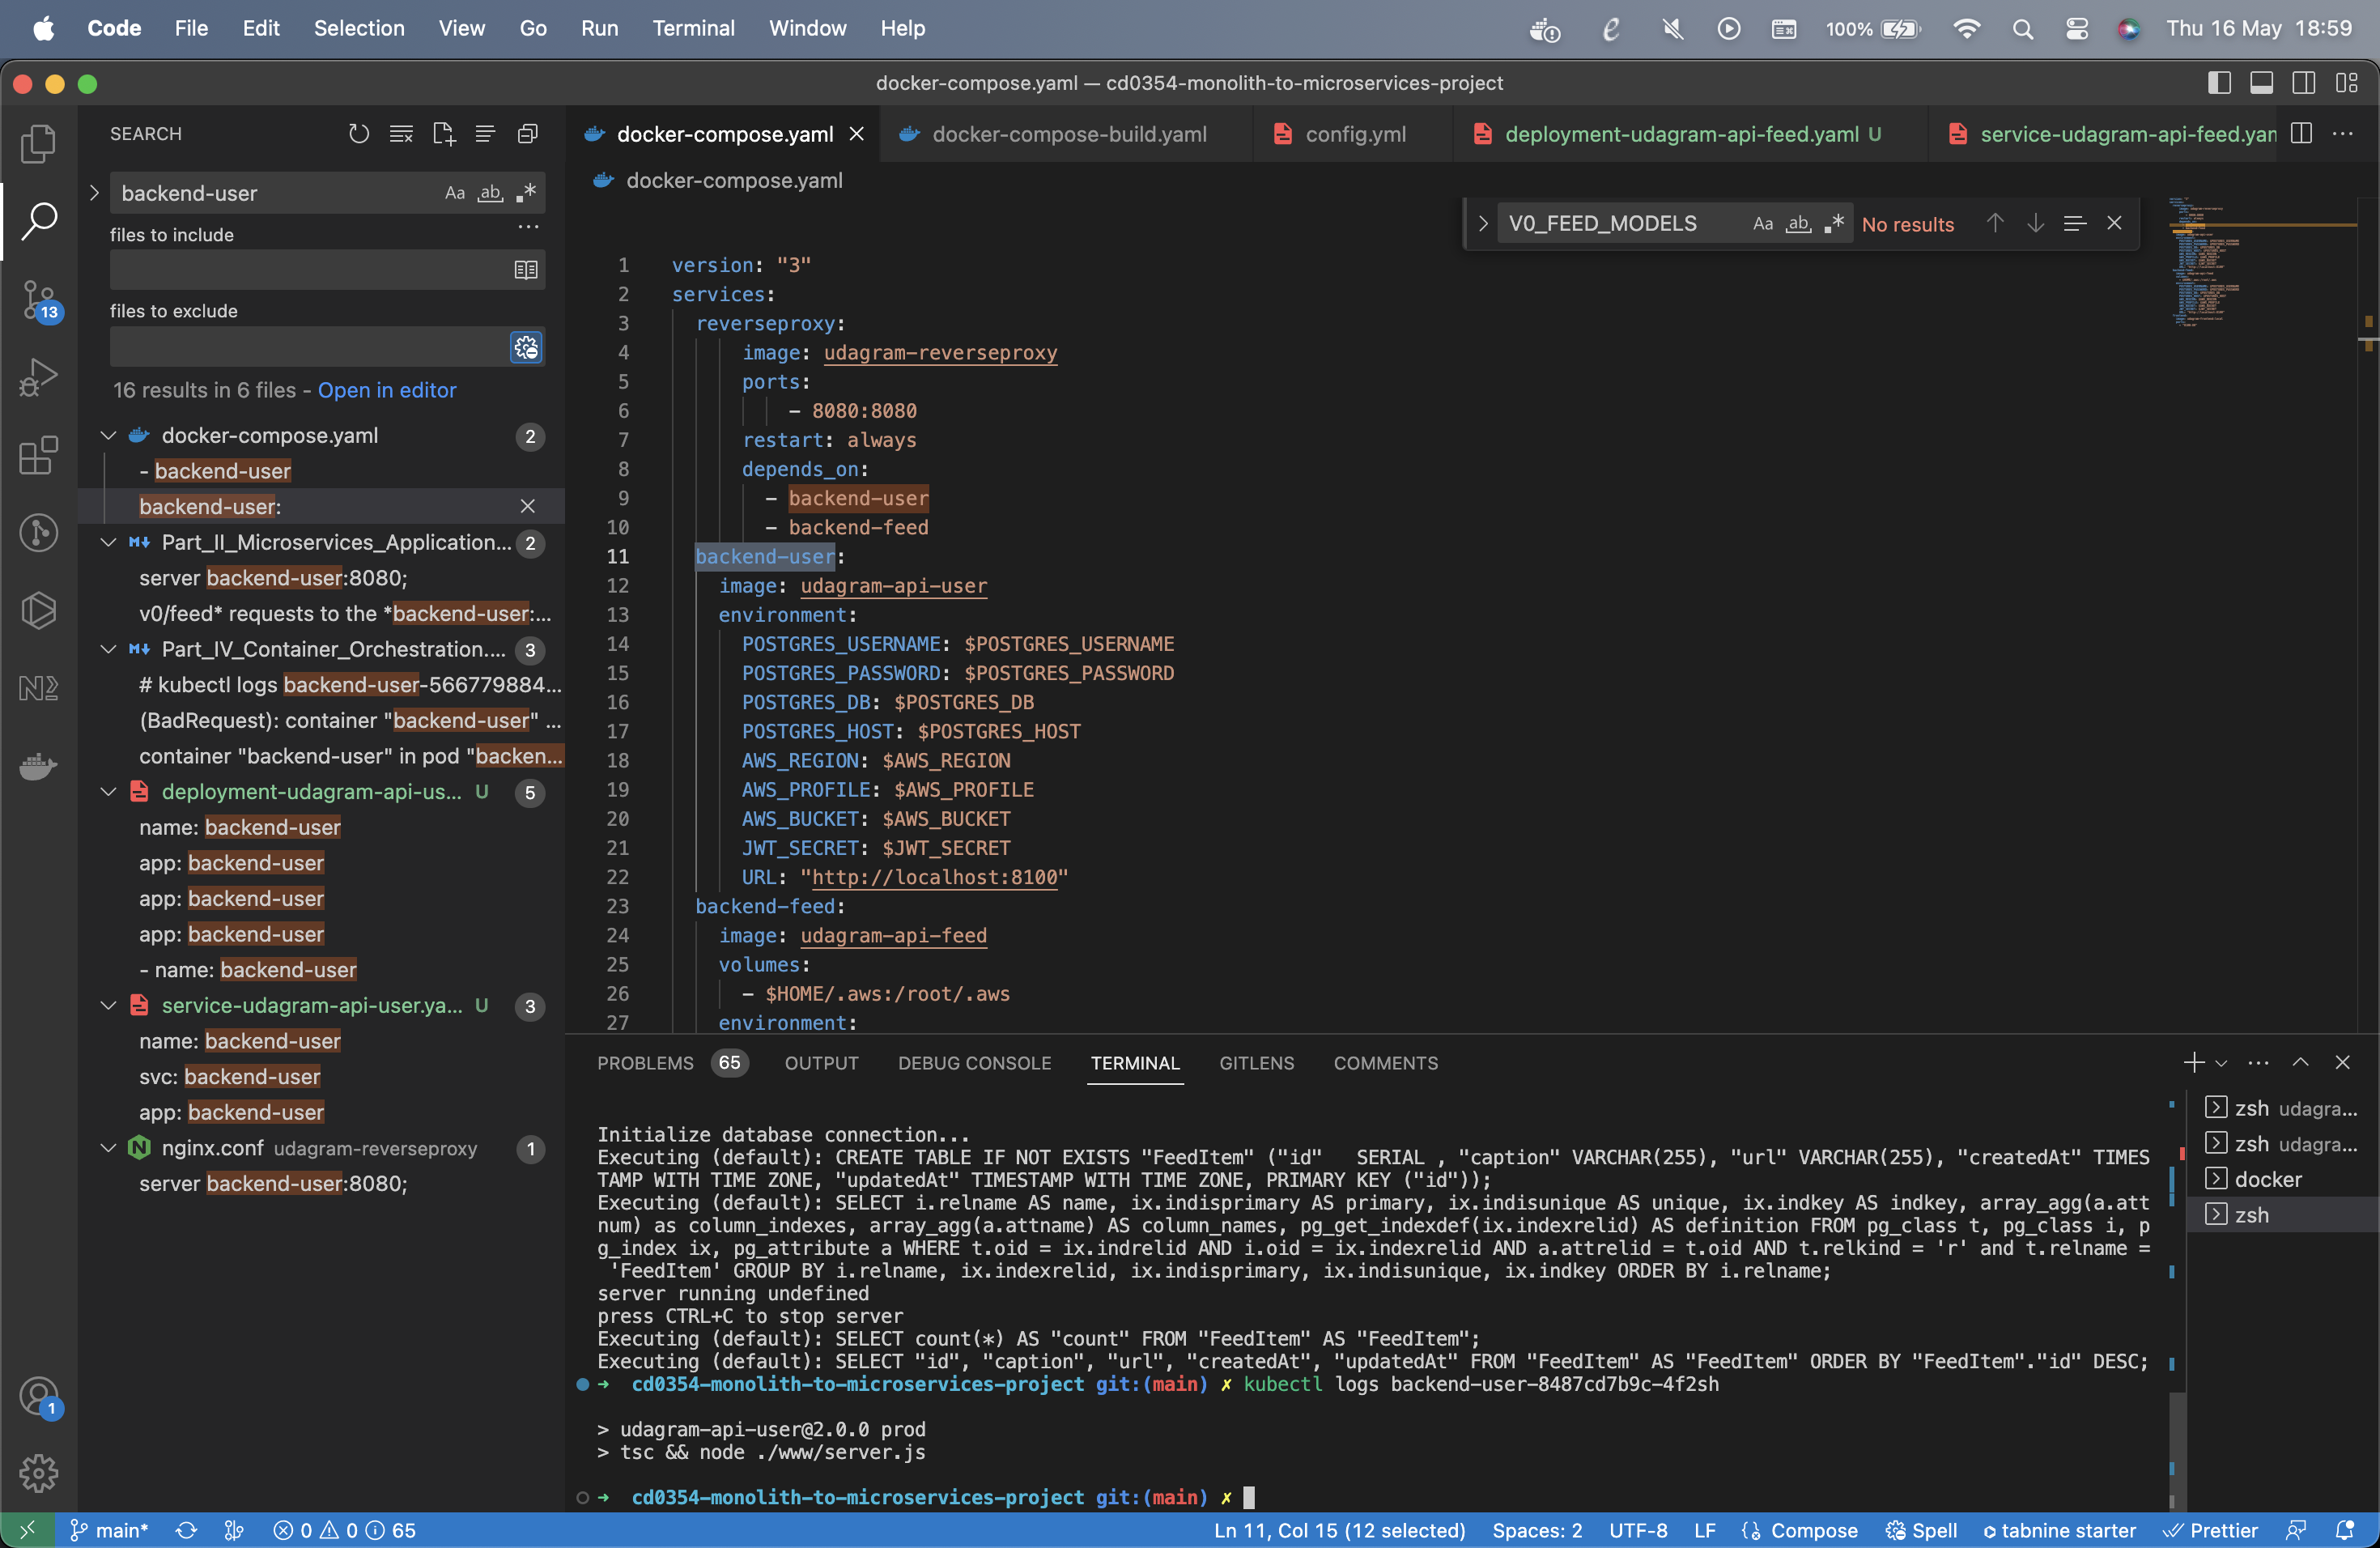 Code File Edit Selection View Go Run Terminal Window Help 100% Thu 16 May 18:59
docker-compose.yaml — cd0354-monolith-to-microservices-project
SEARCH
backend-user
files to include
files to exclude
16 results in 6 files - Open in editor
docker-compose.yaml 2
- backend-user
backend-user:
Part_II_Microservices_Application... 2
server backend-user:8080;
v0/feed* requests to the *backend-user:...
Part_IV_Container_Orchestration.... 3
# kubectl logs backend-user-566779884...
(BadRequest): container "backend-user" ...
container "backend-user" in pod "backen...
deployment-udagram-api-us... U 5
name: backend-user
app: backend-user
app: backend-user
app: backend-user
- name: backend-user
service-udagram-api-user.ya... U 3
name: backend-user
svc: backend-user
app: backend-user
nginx.conf udagram-reverseproxy 1
server backend-user:8080;
13
1
docker-compose.yaml docker-compose-build.yaml config.yml deployment-udagram-api-feed.yaml U service-udagram-api-feed.yam
docker-compose.yaml
V0_FEED_MODELS Aa ab No results
1 version: "3"
2 services:
3 reverseproxy:
4 image: udagram-reverseproxy
5 ports:
6 - 8080:8080
7 restart: always
8 depends_on:
9 - backend-user
10 - backend-feed
11 backend-user:
12 image: udagram-api-user
13 environment:
14 POSTGRES_USERNAME: $POSTGRES_USERNAME
15 POSTGRES_PASSWORD: $POSTGRES_PASSWORD
16 POSTGRES_DB: $POSTGRES_DB
17 POSTGRES_HOST: $POSTGRES_HOST
18 AWS_REGION: $AWS_REGION
19 AWS_PROFILE: $AWS_PROFILE
20 AWS_BUCKET: $AWS_BUCKET
21 JWT_SECRET: $JWT_SECRET
22 URL: "http://localhost:8100"
23 backend-feed:
24 image: udagram-api-feed
25 volumes:
26 - $HOME/.aws:/root/.aws
27 environment:
PROBLEMS 65 OUTPUT DEBUG CONSOLE TERMINAL GITLENS COMMENTS
Initialize database connection...
Executing (default): CREATE TABLE IF NOT EXISTS "FeedItem" ("id"   SERIAL , "caption" VARCHAR(255), "url" VARCHAR(255), "createdAt" TIMES
TAMP WITH TIME ZONE, "updatedAt" TIMESTAMP WITH TIME ZONE, PRIMARY KEY ("id"));
Executing (default): SELECT i.relname AS name, ix.indisprimary AS primary, ix.indisunique AS unique, ix.indkey AS indkey, array_agg(a.att
num) as column_indexes, array_agg(a.attname) AS column_names, pg_get_indexdef(ix.indexrelid) AS definition FROM pg_class t, pg_class i, p
g_index ix, pg_attribute a WHERE t.oid = ix.indrelid AND i.oid = ix.indexrelid AND a.attrelid = t.oid AND t.relkind = 'r' and t.relname =
'FeedItem' GROUP BY i.relname, ix.indexrelid, ix.indisprimary, ix.indisunique, ix.indkey ORDER BY i.relname;
server running undefined
press CTRL+C to stop server
Executing (default): SELECT count(*) AS "count" FROM "FeedItem" AS "FeedItem";
Executing (default): SELECT "id", "caption", "url", "createdAt", "updatedAt" FROM "FeedItem" AS "FeedItem" ORDER BY "FeedItem"."id" DESC;
➜ cd0354-monolith-to-microservices-project git:(main) ✗ kubectl logs backend-user-8487cd7b9c-4f2sh
> udagram-api-user@2.0.0 prod
> tsc && node ./www/server.js
➜ cd0354-monolith-to-microservices-project git:(main) ✗
zsh udagra...
zsh udagra...
docker
zsh
main* 0 0 65 Ln 11, Col 15 (12 selected) Spaces: 2 UTF-8 LF Compose Spell tabnine starter Prettier